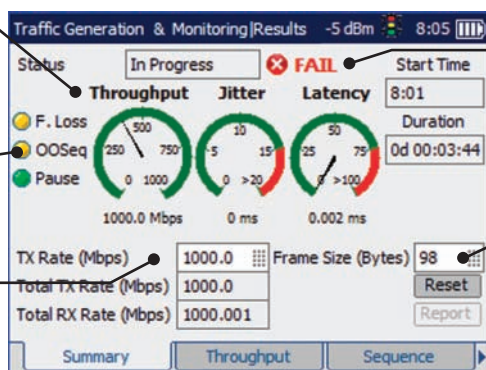 Traffic Generation & Monitoring|Results -5 dBm 8:05
Status In Progress FAIL Start Time
8:01
Throughput Jitter Latency
Duration
0d 00:03:44
F. Loss
OOSeq
Pause
500
250 750
0 1000
10
5 15
0 >20
50
25 75
0 >100
1000.0 Mbps 0 ms 0.002 ms
TX Rate (Mbps) 1000.0 Frame Size (Bytes) 98
Total TX Rate (Mbps) 1000.0 Reset
Total RX Rate (Mbps) 1000.001 Report
Summary Throughput Sequence